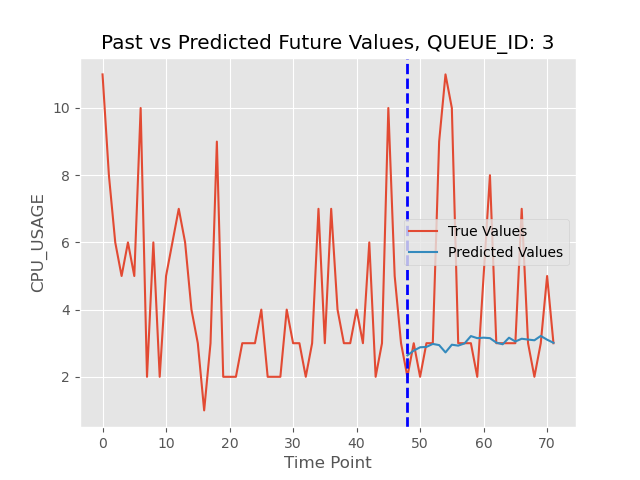 Past vs Predicted Future Values, QUEUE_ID: 3
CPU_USAGE
10
8
6
4
2
True Values
Predicted Values
0 10 20 30 40 50 60 70
Time Point